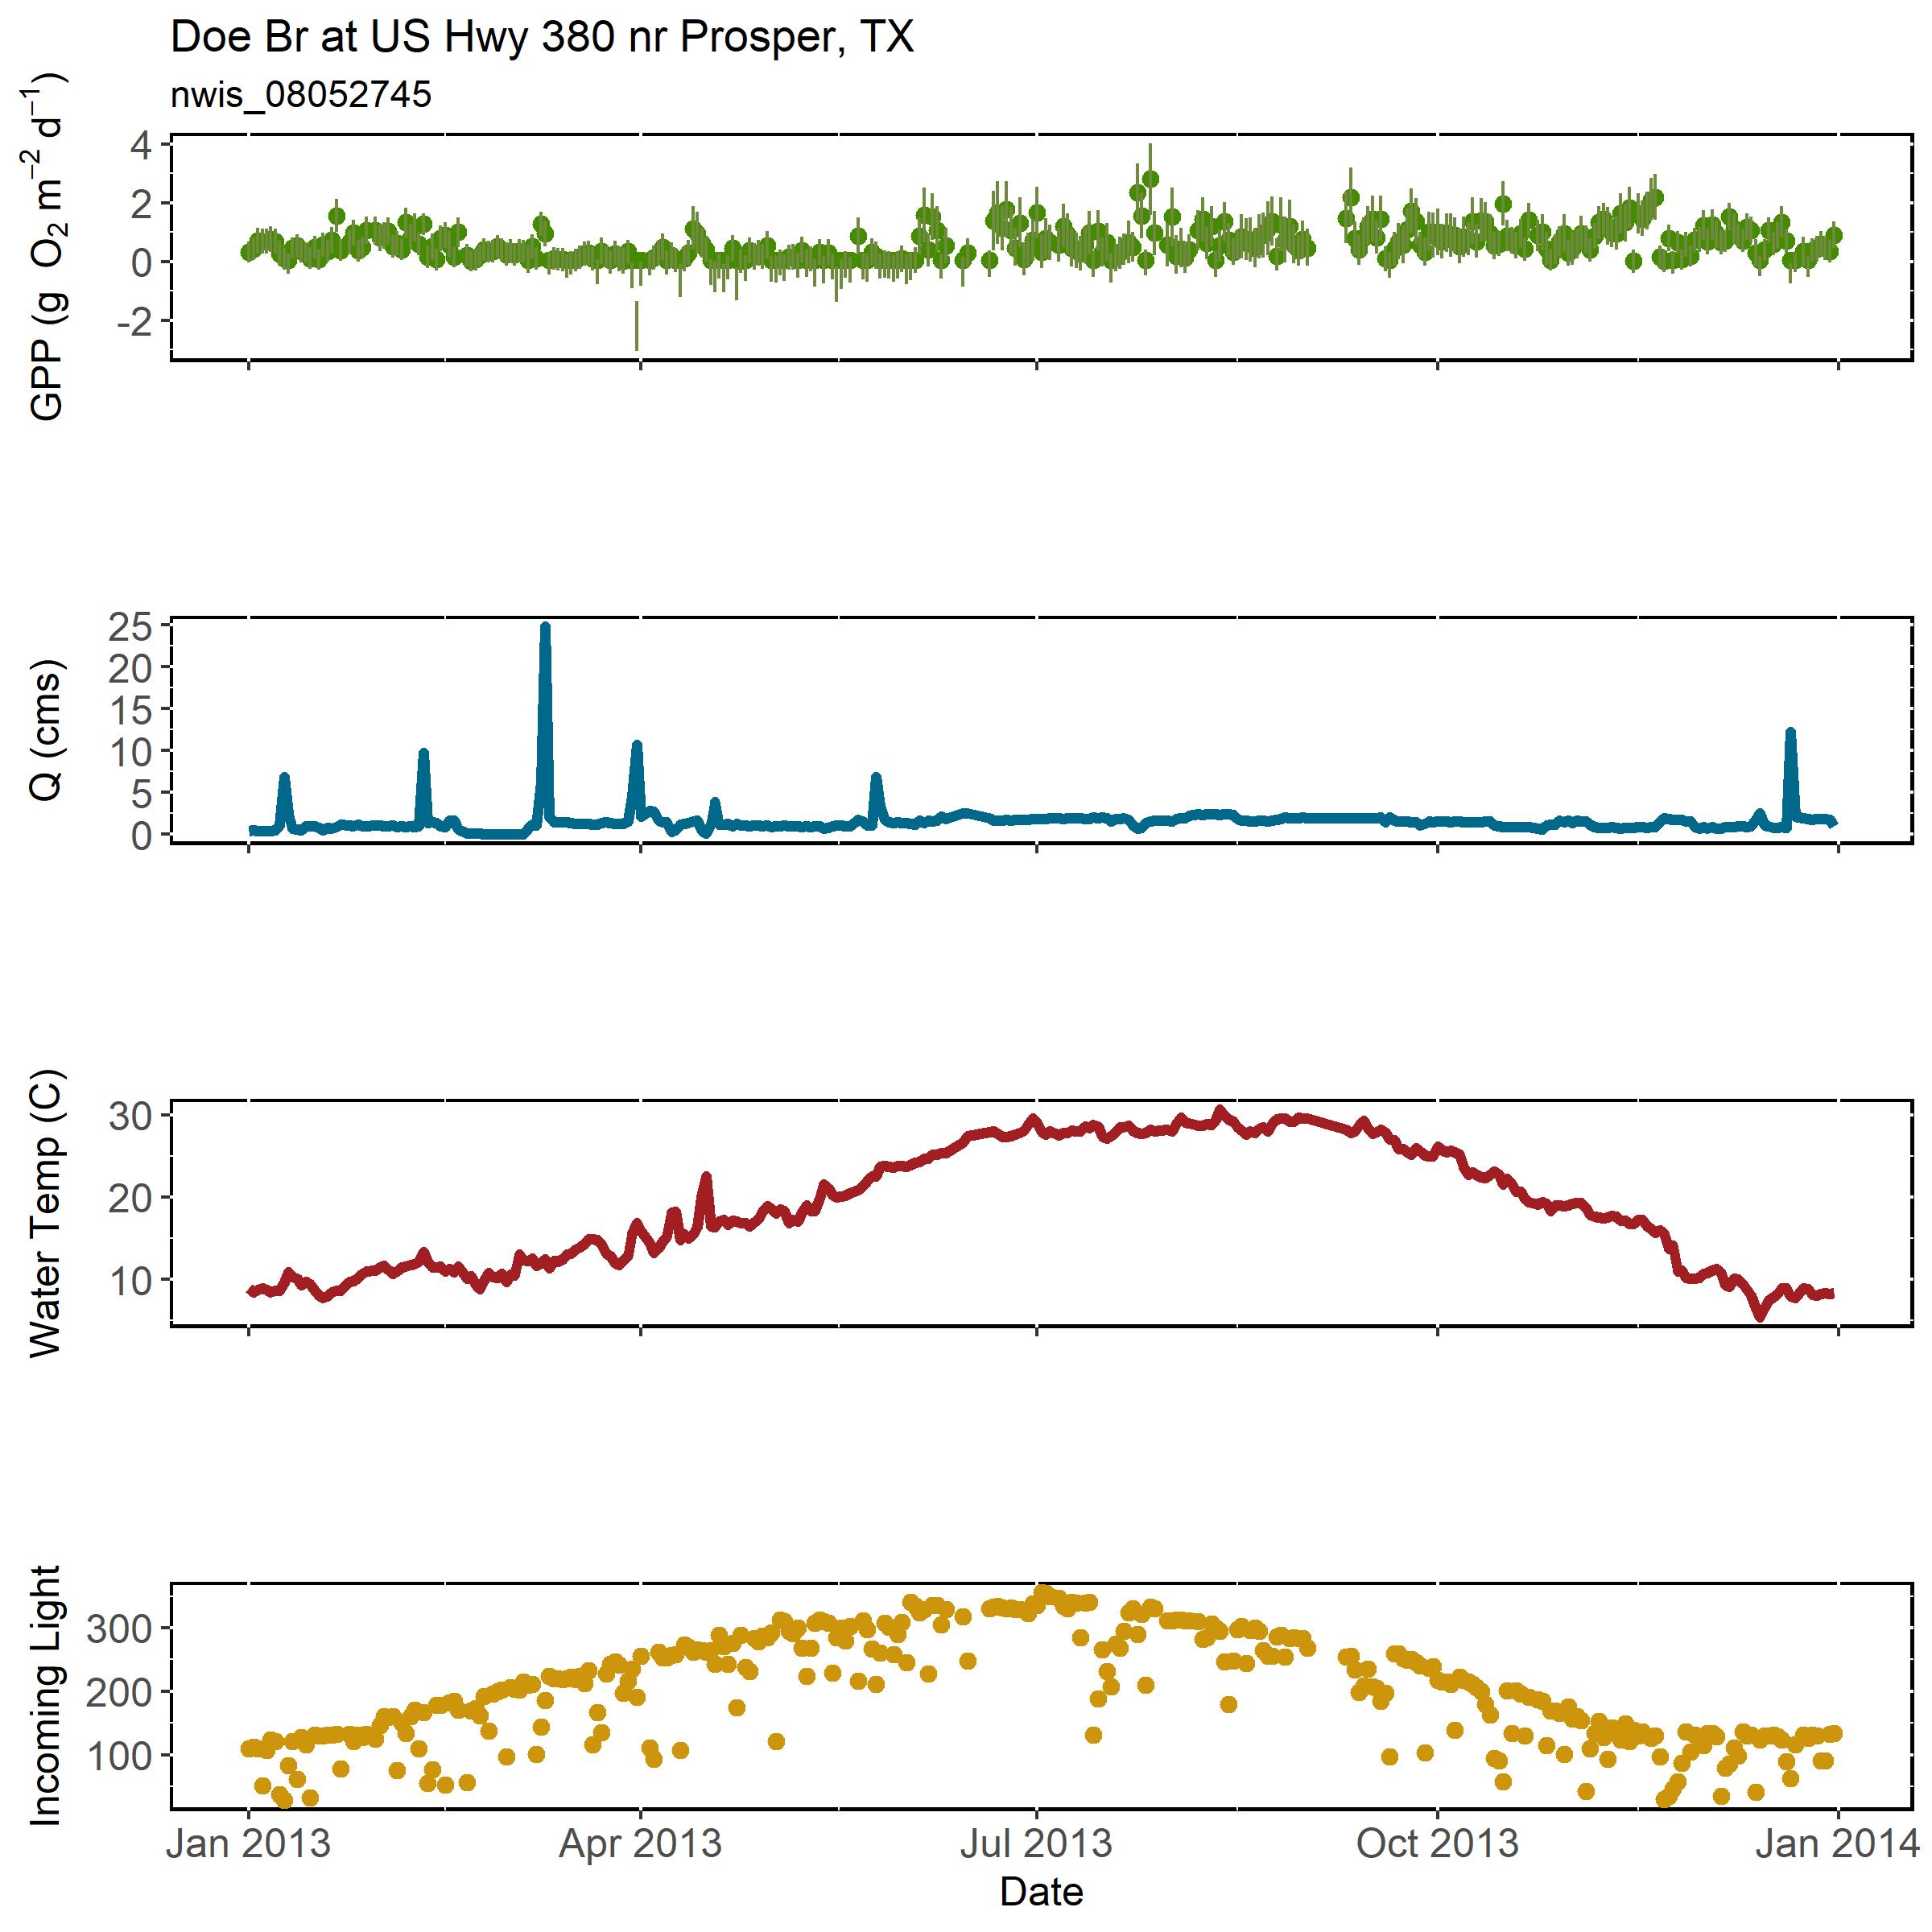 Doe Br at US Hwy 380 nr Prosper, TX
nwis_08052745
GPP (g O₂ m⁻² d⁻¹)
4
2
0
-2
Q (cms)
25
20
15
10
5
0
Water Temp (C)
30
20
10
Incoming Light
300
200
100
Jan 2013 Apr 2013 Jul 2013 Oct 2013 Jan 2014
Date